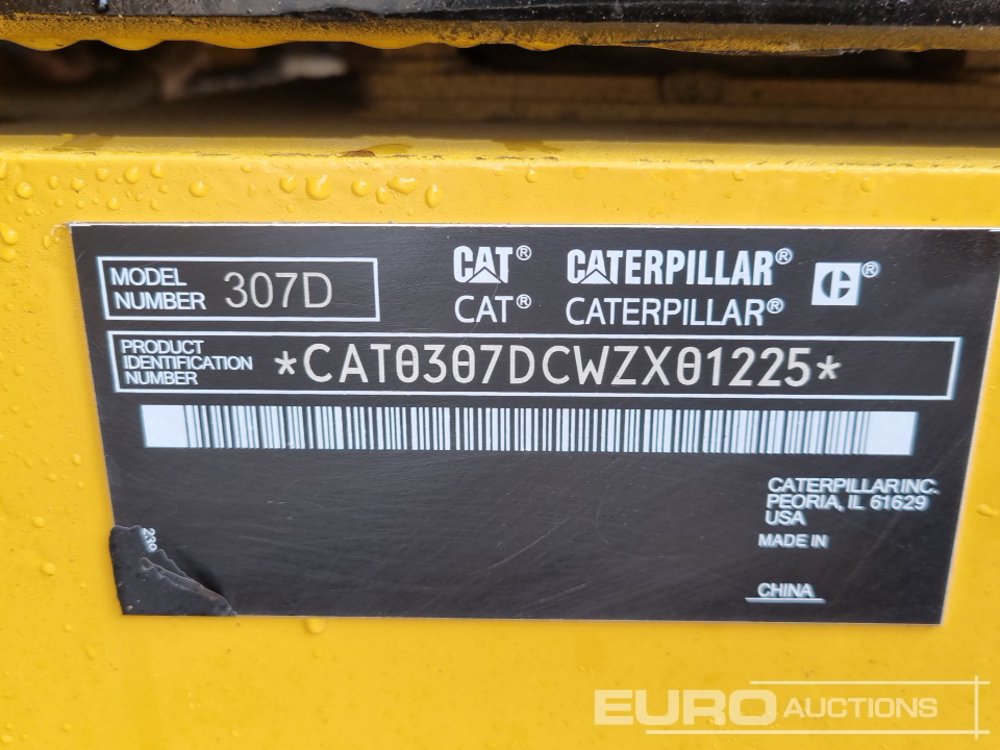 MODEL NUMBER 307D
CAT® CATERPILLAR® C®
CAT® CATERPILLAR®
PRODUCT IDENTIFICATION NUMBER *CAT0307DCWZX01225*
CATERPILLAR INC.
PEORIA, IL 61629
USA
MADE IN
CHINA
239
EURO AUCTIONS